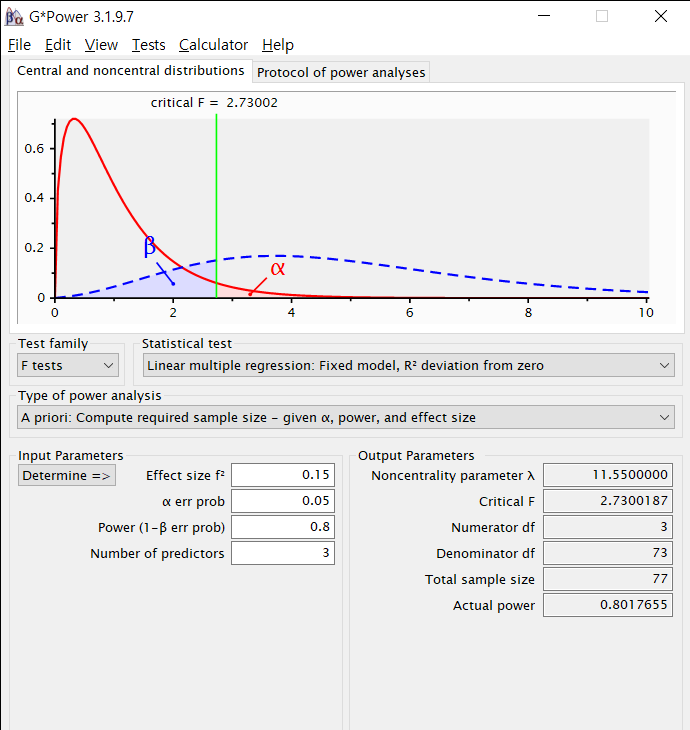 G*Power 3.1.9.7
File Edit View Tests Calculator Help
Central and noncentral distributions Protocol of power analyses
critical F = 2.73002
0.6
0.4
0.2
0
β
α
0 2 4 6 8 10
Test family Statistical test
F tests Linear multiple regression: Fixed model, R² deviation from zero
Type of power analysis
A priori: Compute required sample size - given α, power, and effect size
Input Parameters Output Parameters
Determine => Effect size f² 0.15 Noncentrality parameter λ 11.5500000
α err prob 0.05 Critical F 2.7300187
Power (1-β err prob) 0.8 Numerator df 3
Number of predictors 3 Denominator df 73
Total sample size 77
Actual power 0.8017655